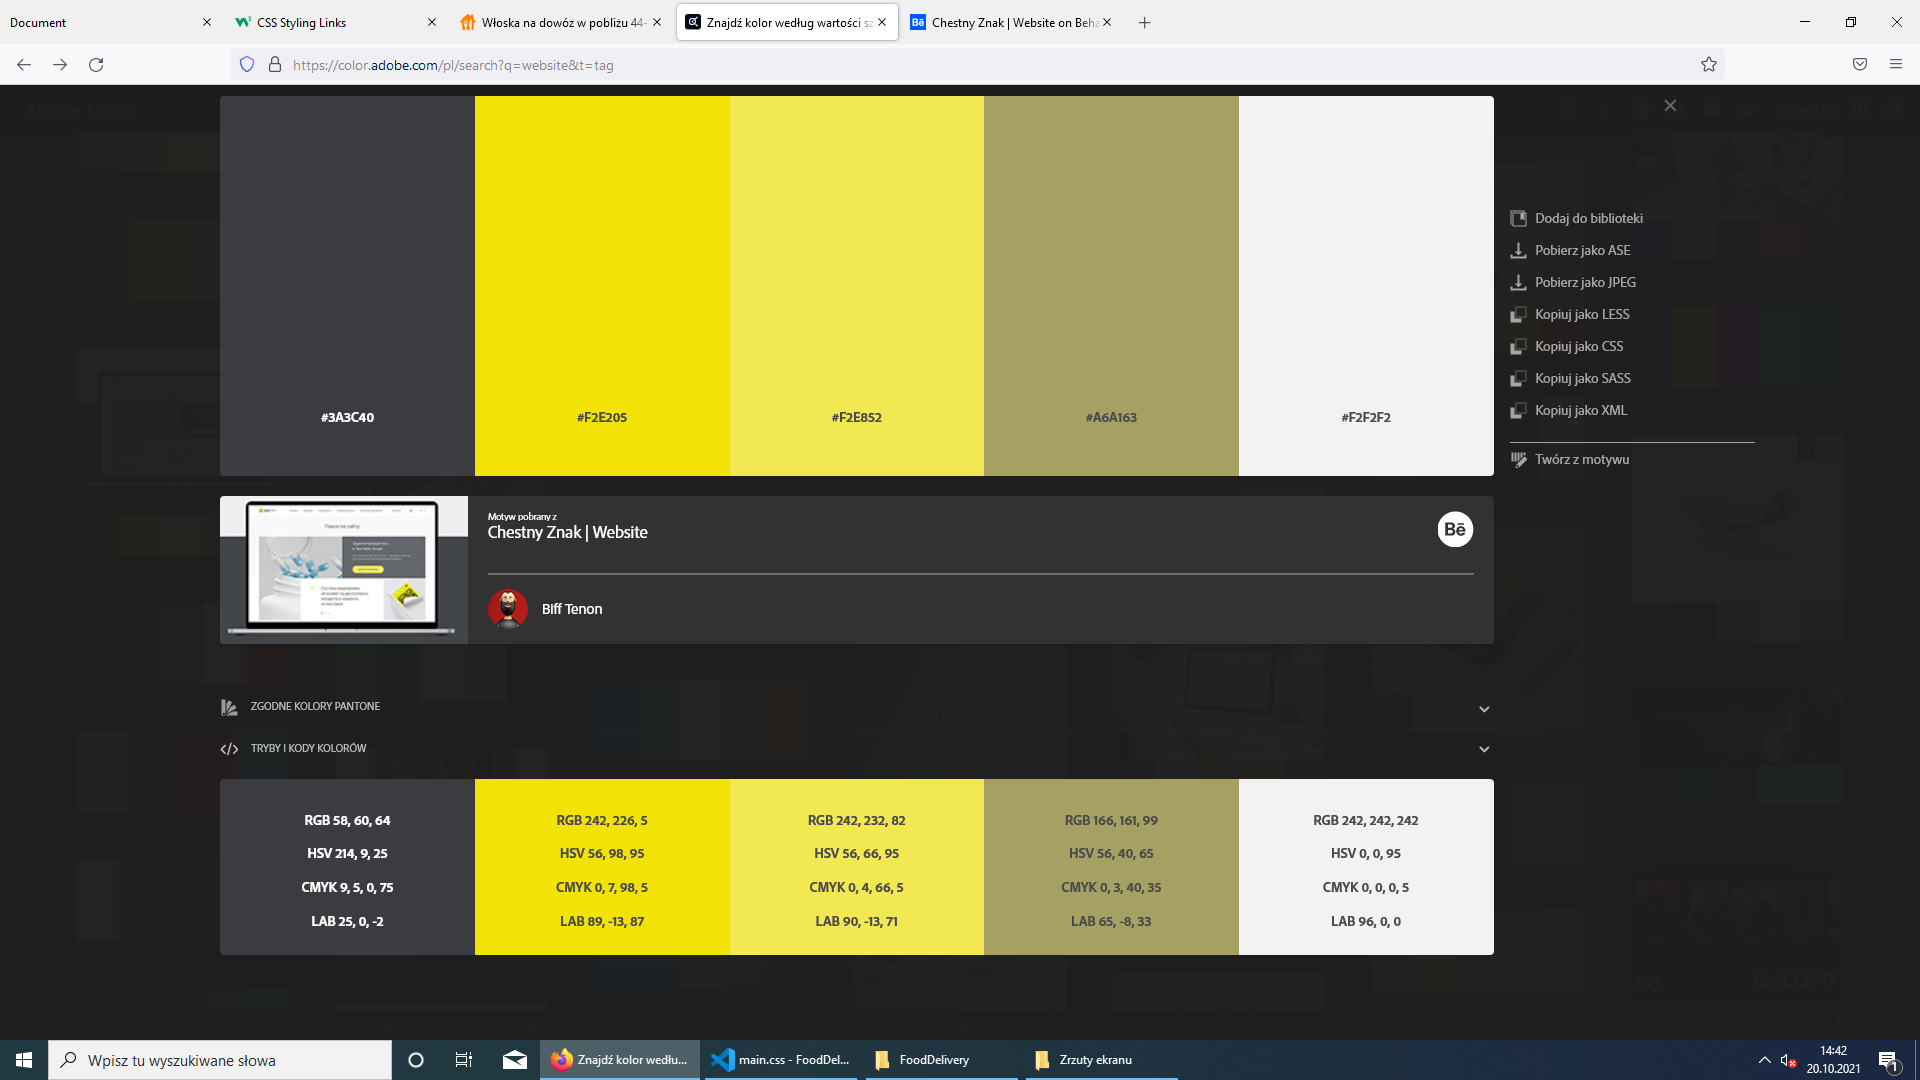 Document
CSS Styling Links
Włoska na dowóz w pobliżu 44-
Znajdź kolor według wartości sz
Chestny Znak | Website on Beha
https://color.adobe.com/pl/search?q=website&t=tag
Adobe Color
#3A3C40
#F2E205
#F2E852
#A6A163
#F2F2F2
Dodaj do biblioteki
Pobierz jako ASE
Pobierz jako JPEG
Kopiuj jako LESS
Kopiuj jako CSS
Kopiuj jako SASS
Kopiuj jako XML
Twórz z motywu
Motyw pobrany z
Chestny Znak | Website
Bē
Biff Tenon
ZGODNE KOLORY PANTONE
TRYBY I KODY KOLORÓW
RGB 58, 60, 64
HSV 214, 9, 25
CMYK 9, 5, 0, 75
LAB 25, 0, -2
RGB 242, 226, 5
HSV 56, 98, 95
CMYK 0, 7, 98, 5
LAB 89, -13, 87
RGB 242, 232, 82
HSV 56, 66, 95
CMYK 0, 4, 66, 5
LAB 90, -13, 71
RGB 166, 161, 99
HSV 56, 40, 65
CMYK 0, 3, 40, 35
LAB 65, -8, 33
RGB 242, 242, 242
HSV 0, 0, 95
CMYK 0, 0, 0, 5
LAB 96, 0, 0
08
GALLERY
Wpisz tu wyszukiwane słowa
Znajdź kolor wedłu...
main.css - FoodDel...
FoodDelivery
Zrzuty ekranu
14:42
20.10.2021
1